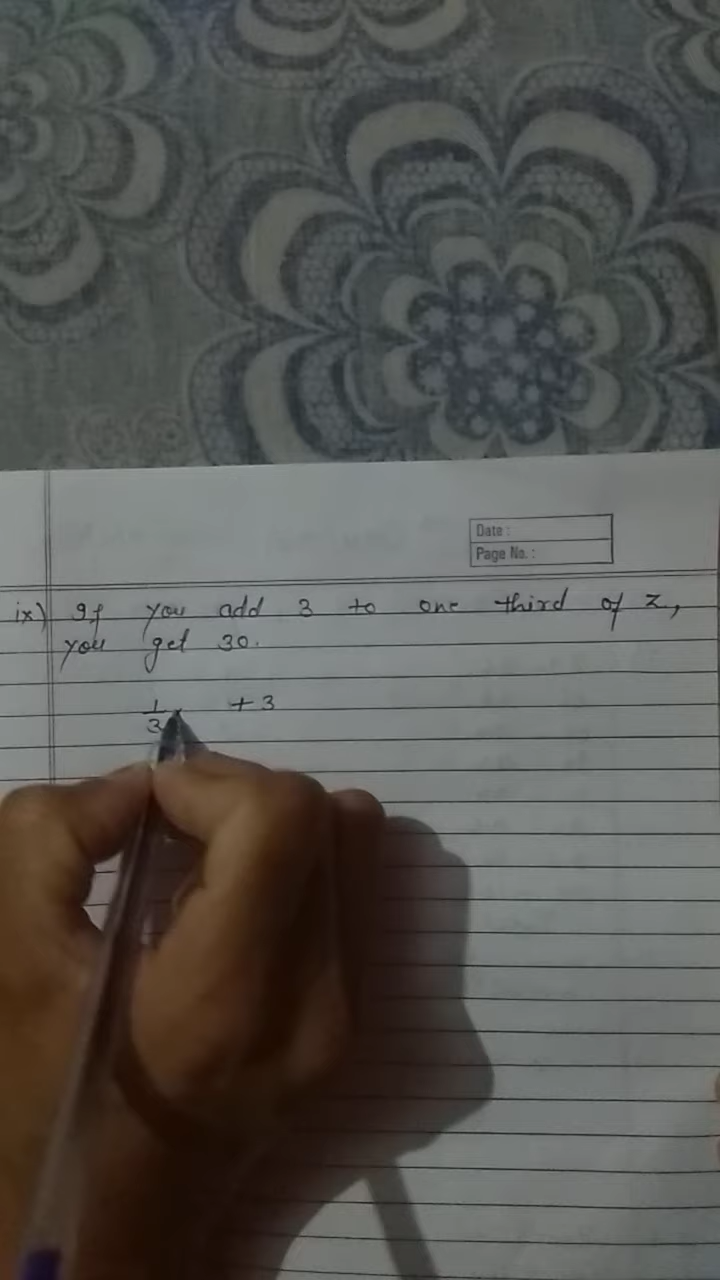 Date :
Page No. :
ix) If you add 3 to one third of z,
you get 30.
1/3 + 3